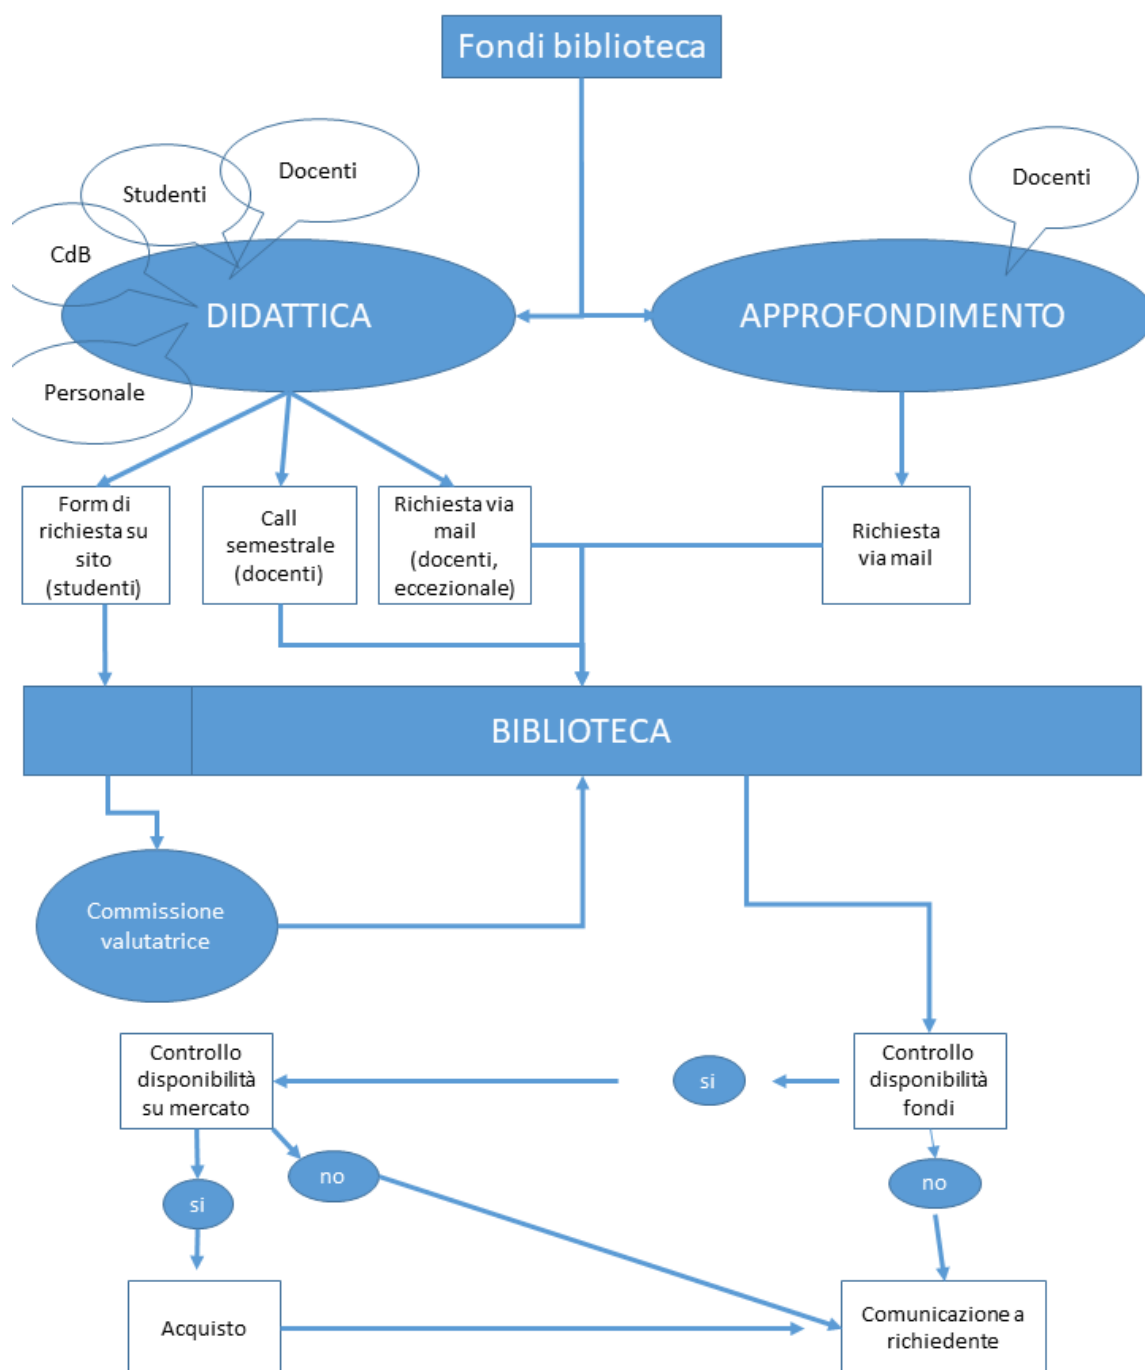 Fondi biblioteca
Docenti
Studenti
CdB
Personale
Docenti
DIDATTICA
APPROFONDIMENTO
Form di
richiesta su
sito
(studenti)
Call
semestrale
(docenti)
Richiesta via
mail
(docenti,
eccezionale)
Richiesta
via mail
BIBLIOTECA
Commissione
valutatrice
Controllo
disponibilità
su mercato
si
Controllo
disponibilità
fondi
no
si
no
Acquisto
Comunicazione a
richiedente